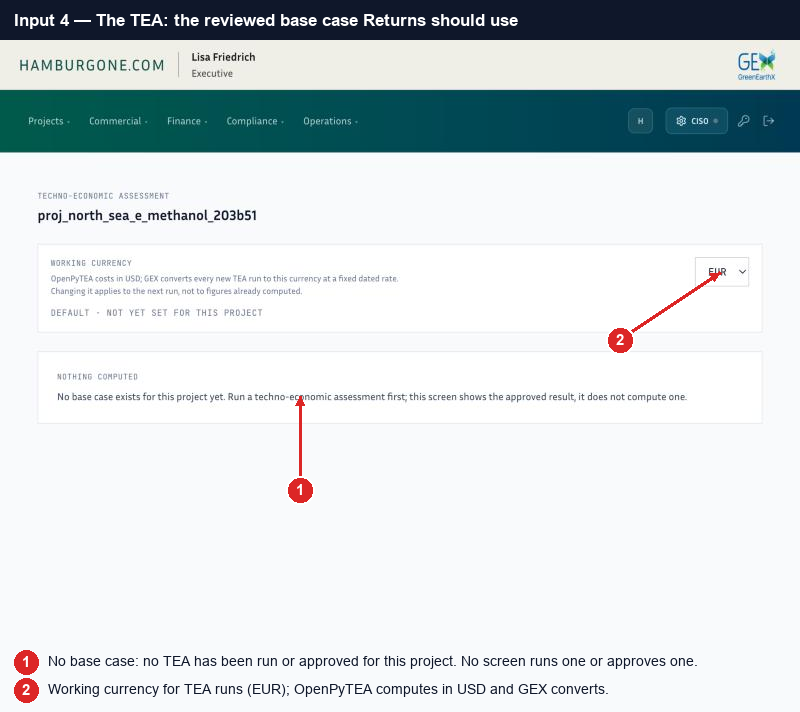 Input 4 — The TEA: the reviewed base case Returns should use
HAMBURGONE.COM
Lisa Friedrich
Executive
GEX
GreenEarthX
Projects
Commercial
Finance
Compliance
Operations
H
CISO
TECHNO-ECONOMIC ASSESSMENT
proj_north_sea_e_methanol_203b51
WORKING CURRENCY
OpenPyTEA costs in USD; GEX converts every new TEA run to this currency at a fixed dated rate.
Changing it applies to the next run, not to figures already computed.
EUR
DEFAULT - NOT YET SET FOR THIS PROJECT
2
NOTHING COMPUTED
No base case exists for this project yet. Run a techno-economic assessment first; this screen shows the approved result, it does not compute one.
1
1 No base case: no TEA has been run or approved for this project. No screen runs one or approves one.
2 Working currency for TEA runs (EUR); OpenPyTEA computes in USD and GEX converts.